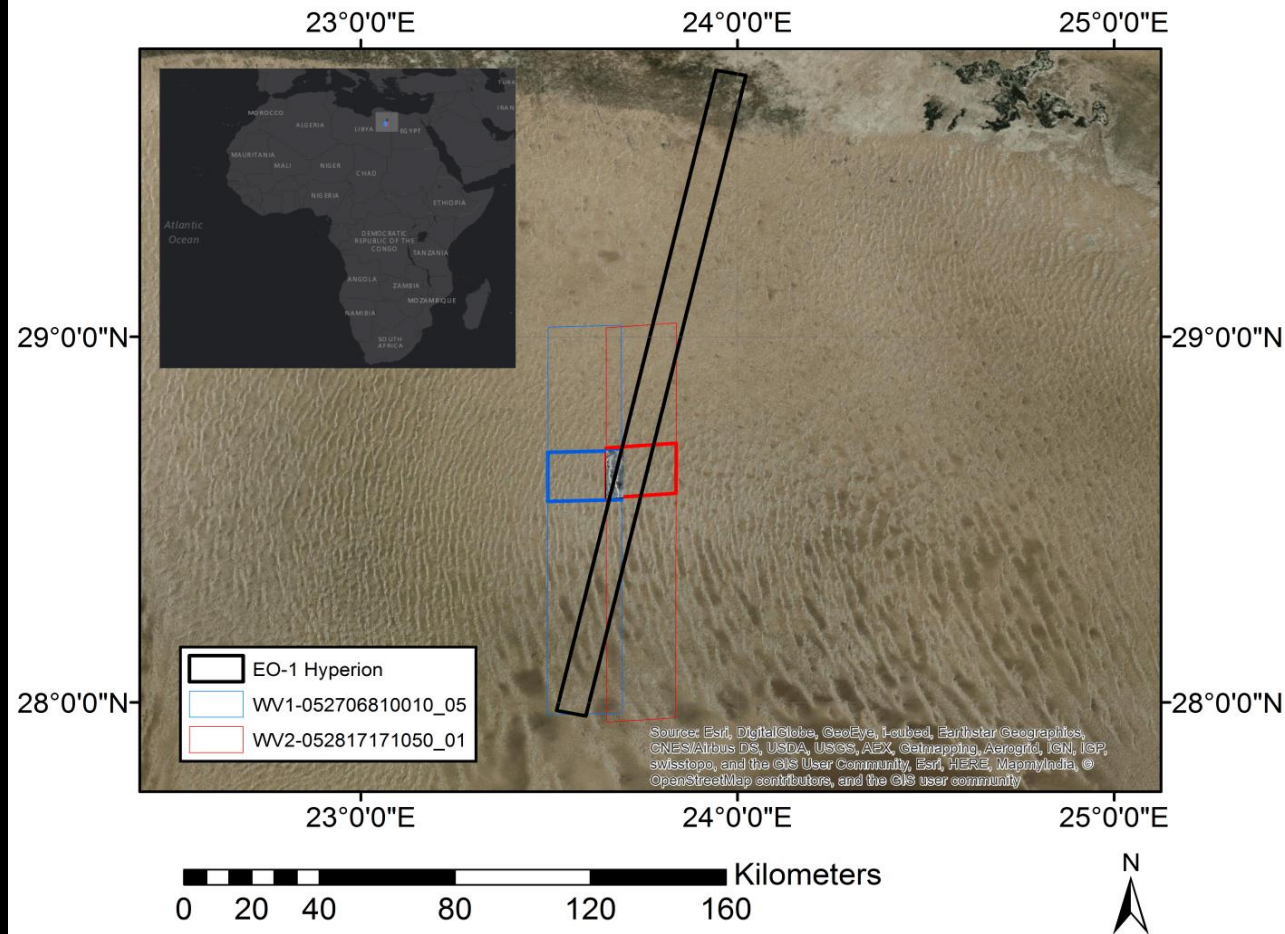 23°0'0"E
24°0'0"E
25°0'0"E
TURK
IRAN
MOROCCO
ALGERIA
LIBYA
EGYPT
MAURITANIA
MALI
NIGER
CHAD
NIGERIA
ETHIOPIA
Atlantic
Ocean
DEMOCRATIC
REPUBLIC OF THE
CONGO
TANZANIA
ANGOLA
ZAMBIA
MOZAMBIQUE
NAMIBIA
SOUTH
AFRICA
29°0'0"N
29°0'0"N
EO-1 Hyperion
WV1-052706810010_05
WV2-052817171050_01
28°0'0"N
28°0'0"N
Source: Esri, DigitalGlobe, GeoEye, i-cubed, Earthstar Geographics,
CNES/Airbus DS, USDA, USGS, AEX, Getmapping, Aerogrid, IGN, IGP,
swisstopo, and the GIS User Community, Esri, HERE, MapmyIndia, ©
OpenStreetMap contributors, and the GIS user community
23°0'0"E
24°0'0"E
25°0'0"E
Kilometers
0 20 40 80 120 160
N